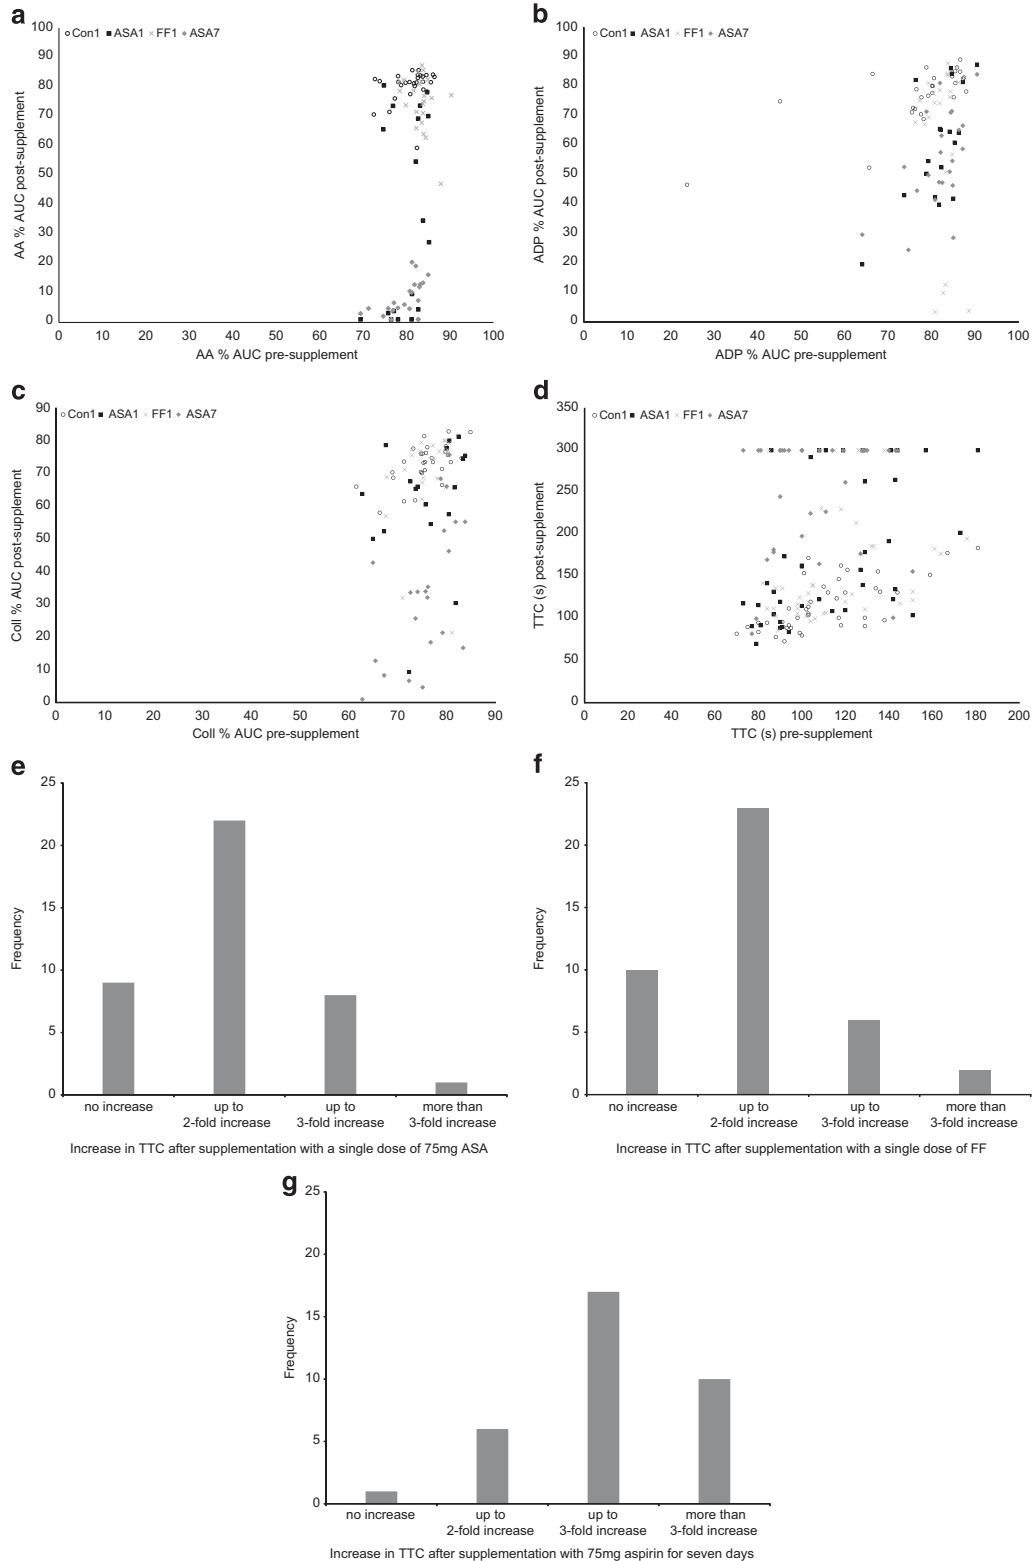 a
100
○Con1 ■ASA1 ×FF1 ◆ASA7
90
80
70
60
50
40
30
20
10
0
AA % AUC post-supplement
0 10 20 30 40 50 60 70 80 90 100
AA % AUC pre-supplement
b
100
○Con1 ■ASA1 ×FF1 ◆ASA7
90
80
70
60
50
40
30
20
10
0
ADP % AUC post-supplement
0 10 20 30 40 50 60 70 80 90 100
ADP % AUC pre-supplement
c
90
○Con1 ■ ASA1 × FF1 ◆ ASA7
80
70
60
50
40
30
20
10
0
Coll % AUC post-supplement
0 10 20 30 40 50 60 70 80 90
Coll % AUC pre-supplement
d
350
○Con1 ■ ASA1 × FF1 ◆ ASA7
300
250
200
150
100
50
0
TTC (s) post-supplement
0 20 40 60 80 100 120 140 160 180 200
TTC (s) pre-supplement
e
25
20
15
10
5
0
Frequency
no increase up to up to more than
2-fold increase 3-fold increase 3-fold increase
Increase in TTC after supplementation with a single dose of 75mg ASA
f
25
20
15
10
5
0
Frequency
no increase up to up to more than
2-fold increase 3-fold increase 3-fold increase
Increase in TTC after supplementation with a single dose of FF
g
25
20
15
10
5
0
Frequency
no increase up to up to more than
2-fold increase 3-fold increase 3-fold increase
Increase in TTC after supplementation with 75mg aspirin for seven days